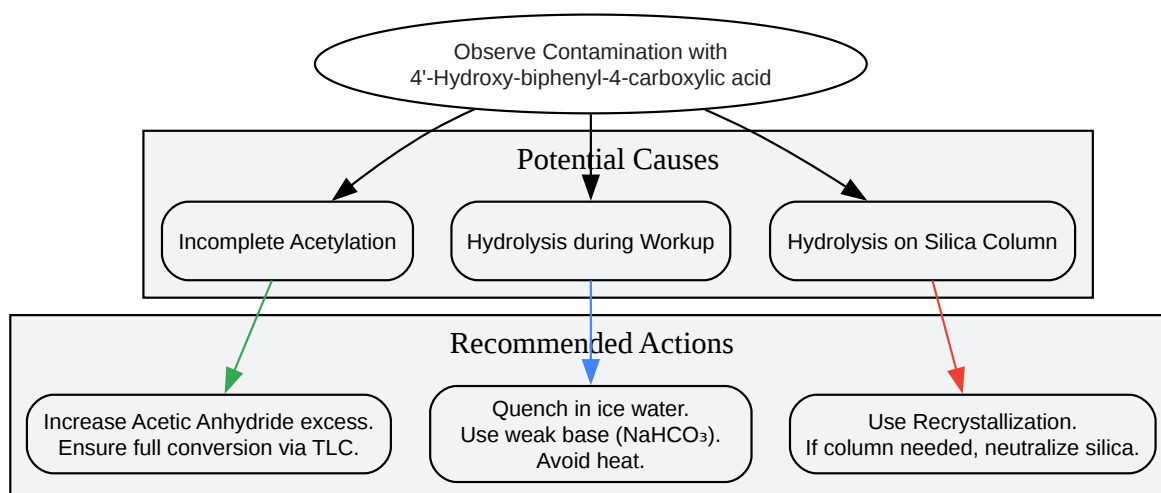 Observe Contamination with
4'-Hydroxy-biphenyl-4-carboxylic acid
Potential Causes
Incomplete Acetylation
Hydrolysis during Workup
Hydrolysis on Silica Column
Recommended Actions
Increase Acetic Anhydride excess.
Ensure full conversion via TLC.
Quench in ice water.
Use weak base (NaHCO₃).
Avoid heat.
Use Recrystallization.
If column needed, neutralize silica.